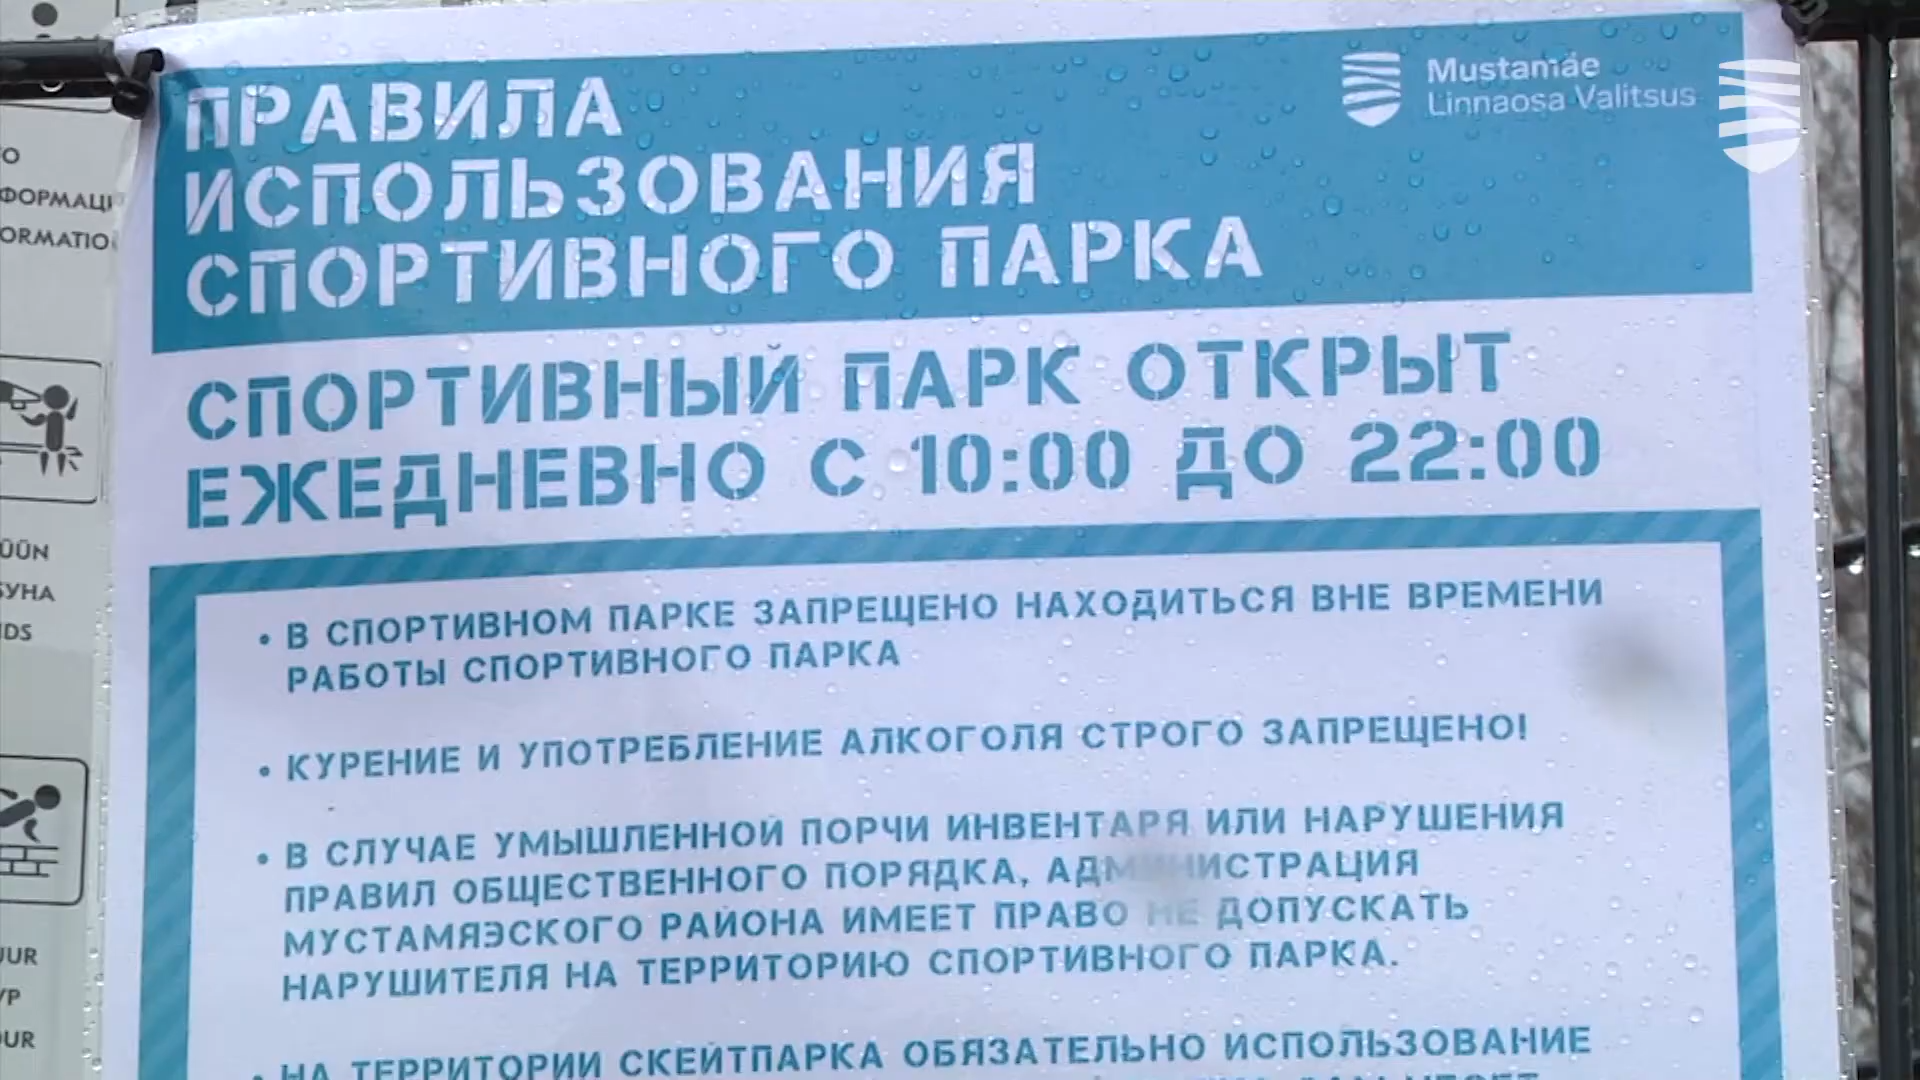 ПРАВИЛА
ИСПОЛЬЗОВАНИЯ
СПОРТИВНОГО ПАРКА
Mustamäe
Linnaosa Valitsus
СПОРТИВНЫЙ ПАРК ОТКРЫТ
ЕЖЕДНЕВНО С 10:00 ДО 22:00
• В СПОРТИВНОМ ПАРКЕ ЗАПРЕЩЕНО НАХОДИТЬСЯ ВНЕ ВРЕМЕНИ
РАБОТЫ СПОРТИВНОГО ПАРКА
• КУРЕНИЕ И УПОТРЕБЛЕНИЕ АЛКОГОЛЯ СТРОГО ЗАПРЕЩЕНО!
• В СЛУЧАЕ УМЫШЛЕННОЙ ПОРЧИ ИНВЕНТАРЯ ИЛИ НАРУШЕНИЯ
ПРАВИЛ ОБЩЕСТВЕННОГО ПОРЯДКА, АДМИНИСТРАЦИЯ
МУСТАМЯЭСКОГО РАЙОНА ИМЕЕТ ПРАВО НЕ ДОПУСКАТЬ
НАРУШИТЕЛЯ НА ТЕРРИТОРИЮ СПОРТИВНОГО ПАРКА.
• НА ТЕРРИТОРИИ СКЕЙТПАРКА ОБЯЗАТЕЛЬНО ИСПОЛЬЗОВАНИЕ